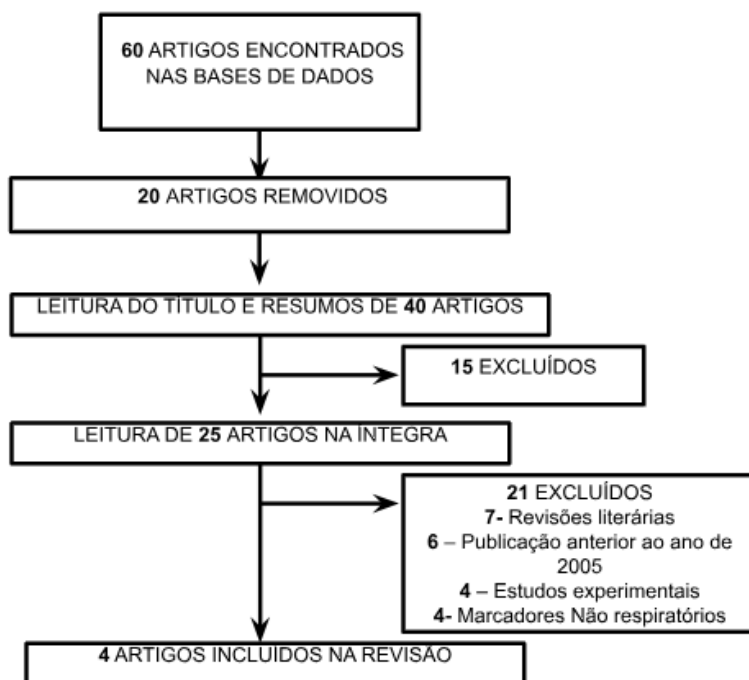 60 ARTIGOS ENCONTRADOS
NAS BASES DE DADOS
20 ARTIGOS REMOVIDOS
LEITURA DO TÍTULO E RESUMOS DE 40 ARTIGOS
15 EXCLUÍDOS
LEITURA DE 25 ARTIGOS NA ÍNTEGRA
21 EXCLUÍDOS
7- Revisões literárias
6 – Publicação anterior ao ano de
2005
4 – Estudos experimentais
4- Marcadores Não respiratórios
4 ARTIGOS INCLUÍDOS NA REVISÃO